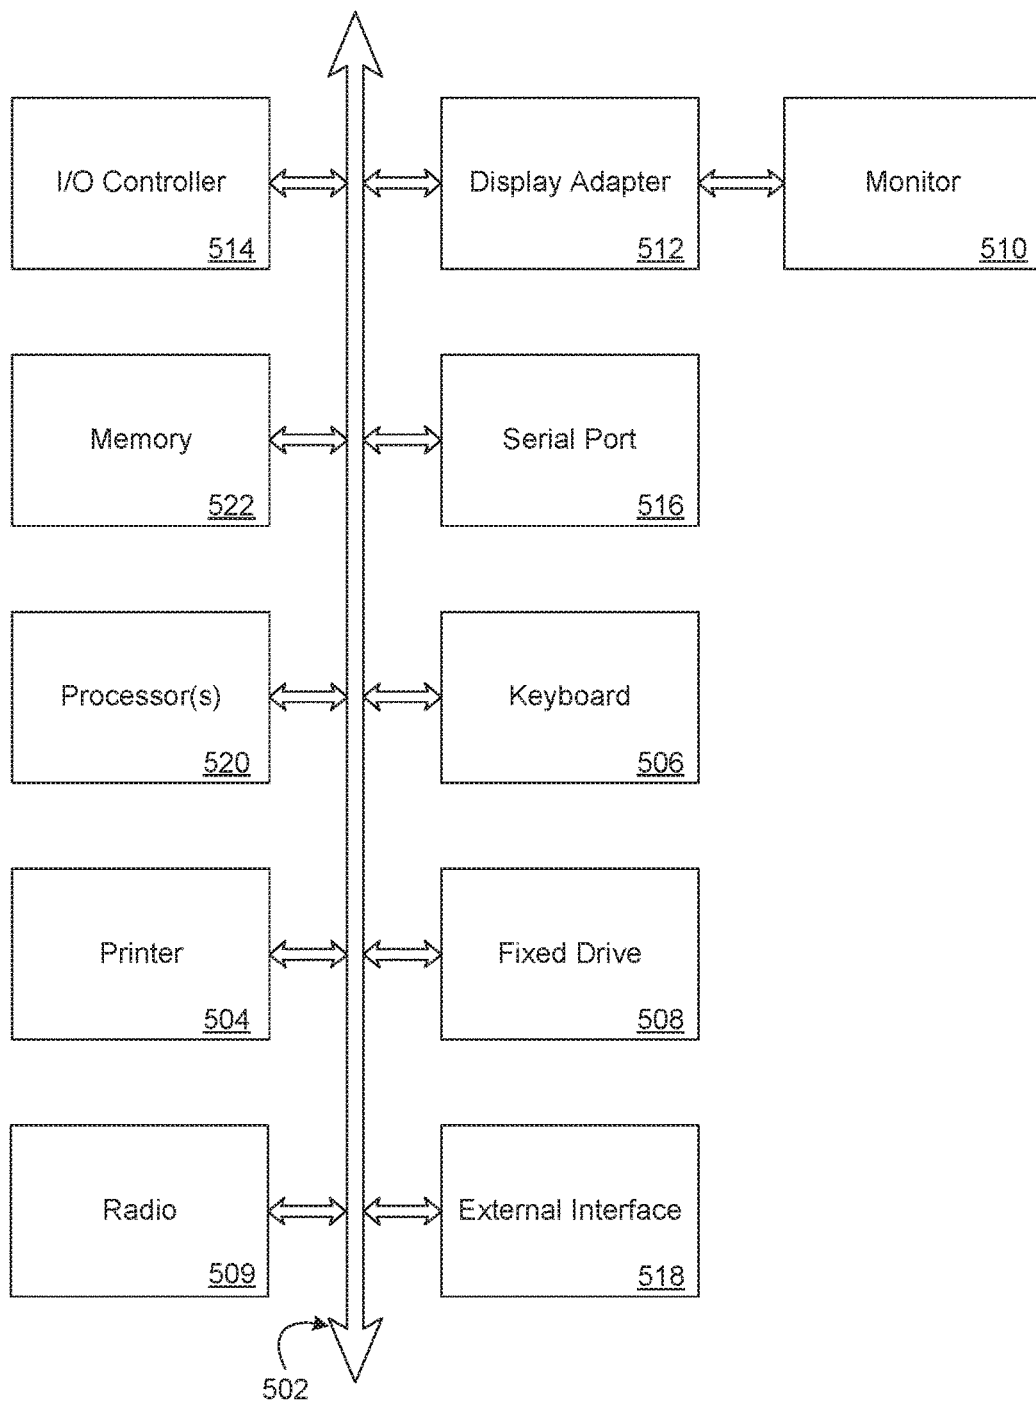 I/O Controller
514
Display Adapter
512
Monitor
510
Memory
522
Serial Port
516
Processor(s)
520
Keyboard
506
Printer
504
Fixed Drive
508
Radio
509
External Interface
518
502